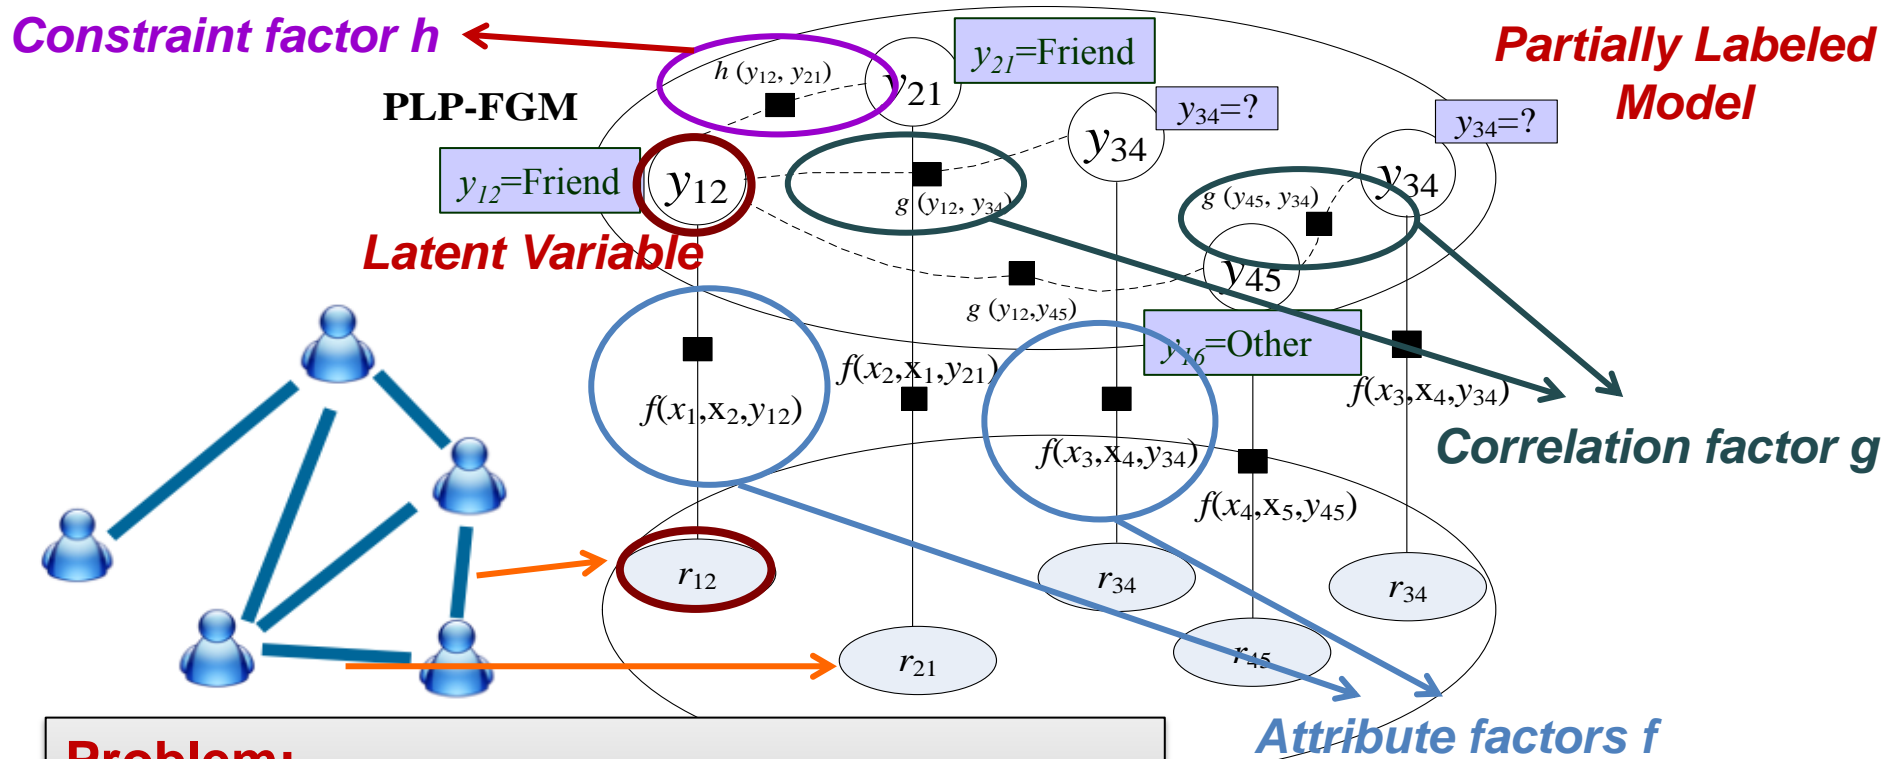 Constraint factor h
Partially Labeled
Model
h (y12, y21)
y21
y21=Friend
PLP-FGM
y34
y34=?
y34=?
y12=Friend
y12
y34
g (y12, y34)
g (y45, y34)
Latent Variable
y45
g (y12,y45)
y16=Other
f(x2,x1,y21)
f(x1,x2,y12)
f(x3,x4,y34)
Correlation factor g
f(x3,x4,y34)
f(x4,x5,y45)
r12
r34
r34
r21
r45
Attribute factors f
Problem: